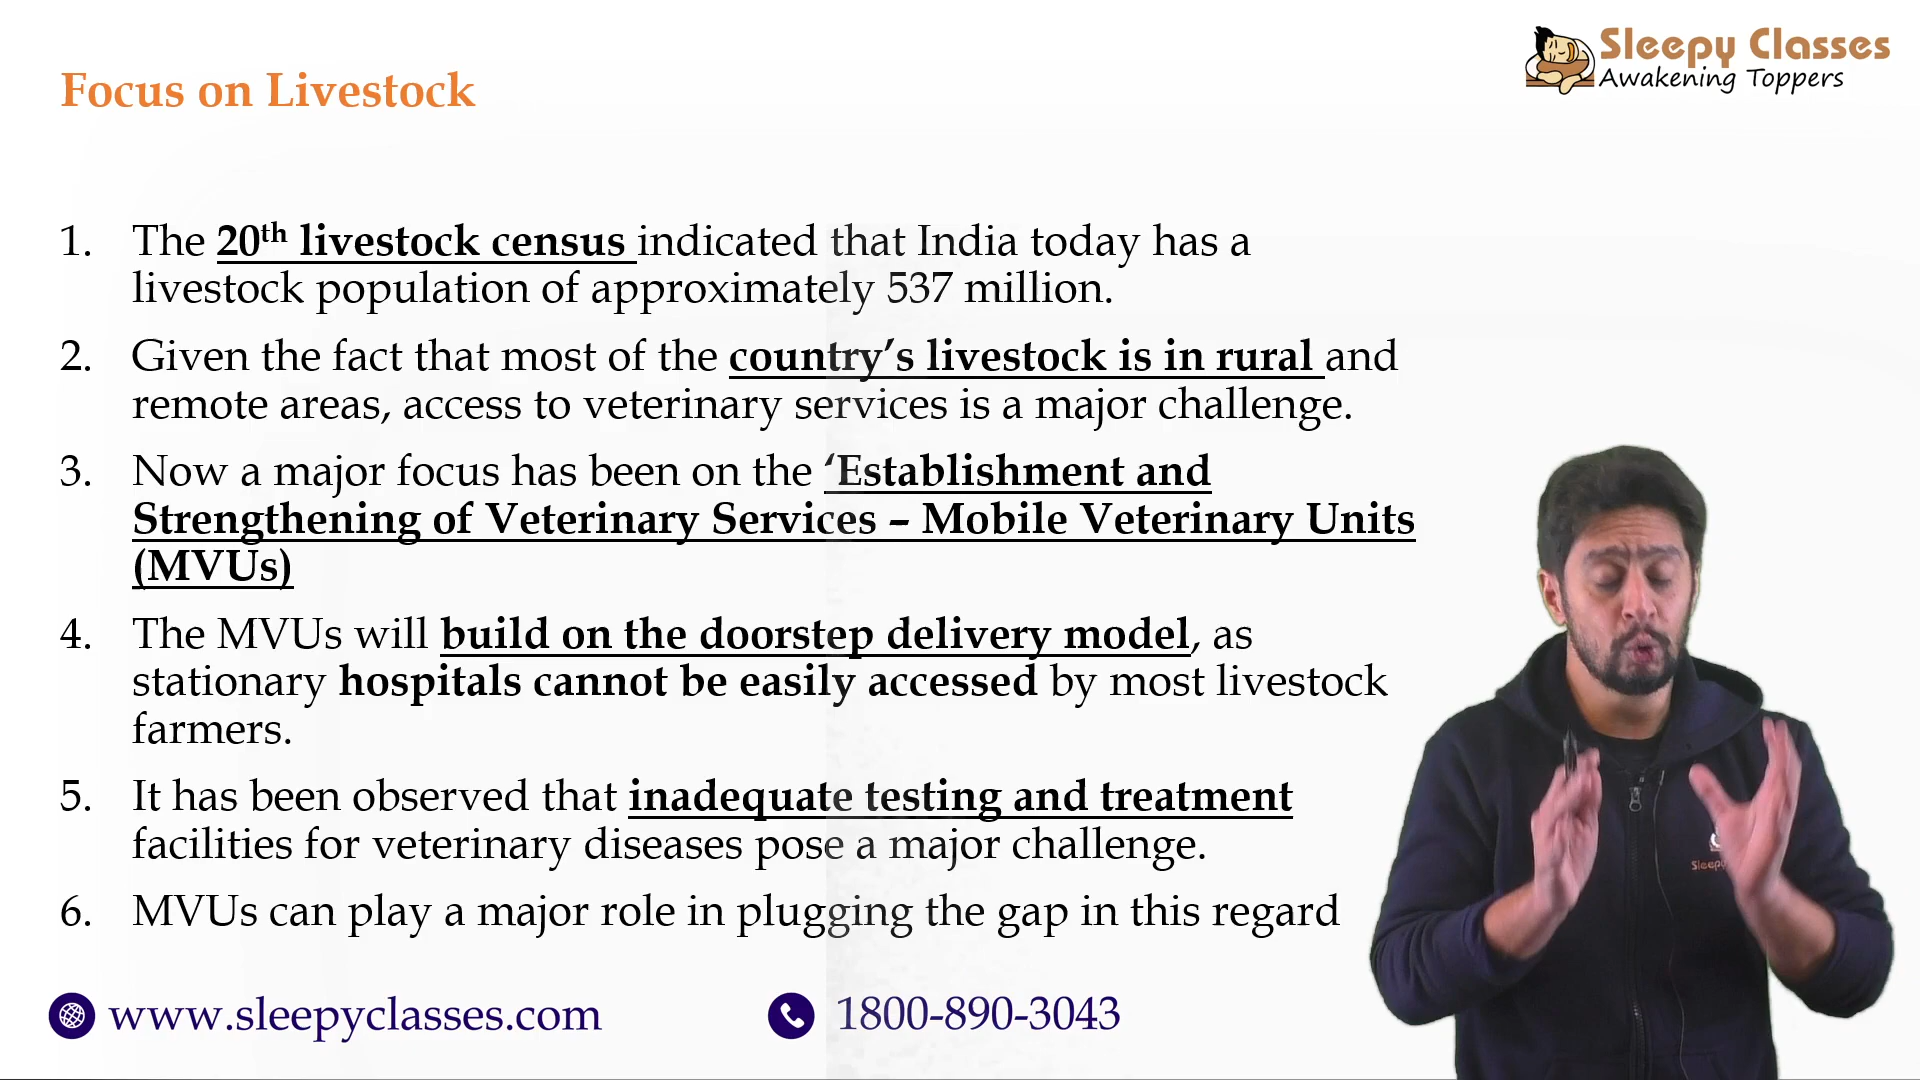 Sleepy Classes
Awakening Toppers
Focus on Livestock
1. The 20th livestock census indicated that India today has a
livestock population of approximately 537 million.
2. Given the fact that most of the country’s livestock is in rural and
remote areas, access to veterinary services is a major challenge.
3. Now a major focus has been on the ‘Establishment and
Strengthening of Veterinary Services – Mobile Veterinary Units
(MVUs)
4. The MVUs will build on the doorstep delivery model, as
stationary hospitals cannot be easily accessed by most livestock
farmers.
5. It has been observed that inadequate testing and treatment
facilities for veterinary diseases pose a major challenge.
6. MVUs can play a major role in plugging the gap in this regard
www.sleepyclasses.com
1800-890-3043